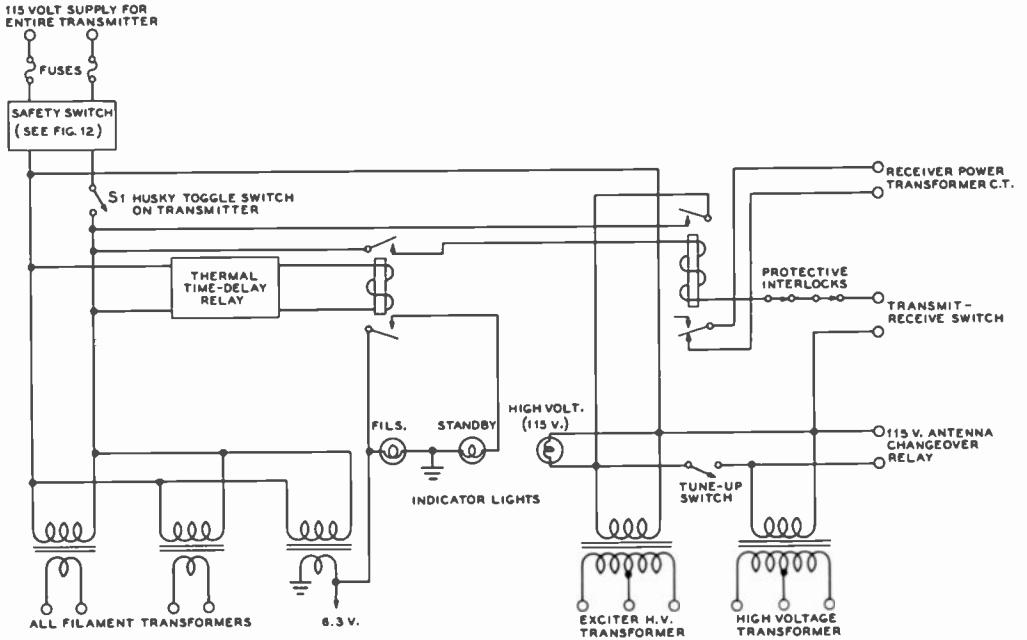 115 VOLT SUPPLY FOR
ENTIRE TRANSMITTER
FUSES
SAFETY SWITCH
(SEE FIG. 12)
S1 HUSKY TOGGLE SWITCH
ON TRANSMITTER
RECEIVER POWER
TRANSFORMER C.T.
THERMAL
TIME-DELAY
RELAY
PROTECTIVE
INTERLOCKS
TRANSMIT-
RECEIVE SWITCH
FILS.
STANDBY
HIGH VOLT.
(115 V.)
115 V. ANTENNA
CHANGEOVER
RELAY
INDICATOR LIGHTS
TUNE-UP
SWITCH
ALL FILAMENT TRANSFORMERS
6.3 V.
EXCITER H.V.
TRANSFORMER
HIGH VOLTAGE
TRANSFORMER